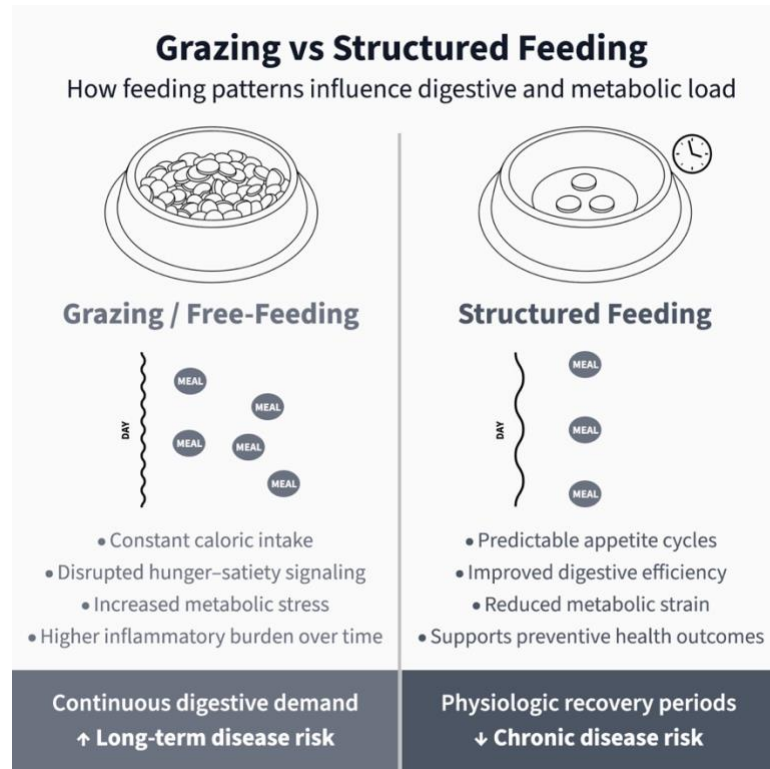 Grazing vs Structured Feeding
How feeding patterns influence digestive and metabolic load
Grazing / Free-Feeding
DAY
MEAL
MEAL
MEAL
MEAL
MEAL
• Constant caloric intake
• Disrupted hunger–satiety signaling
• Increased metabolic stress
• Higher inflammatory burden over time
Continuous digestive demand
↑ Long-term disease risk
Structured Feeding
DAY
MEAL
MEAL
MEAL
• Predictable appetite cycles
• Improved digestive efficiency
• Reduced metabolic strain
• Supports preventive health outcomes
Physiologic recovery periods
↓ Chronic disease risk